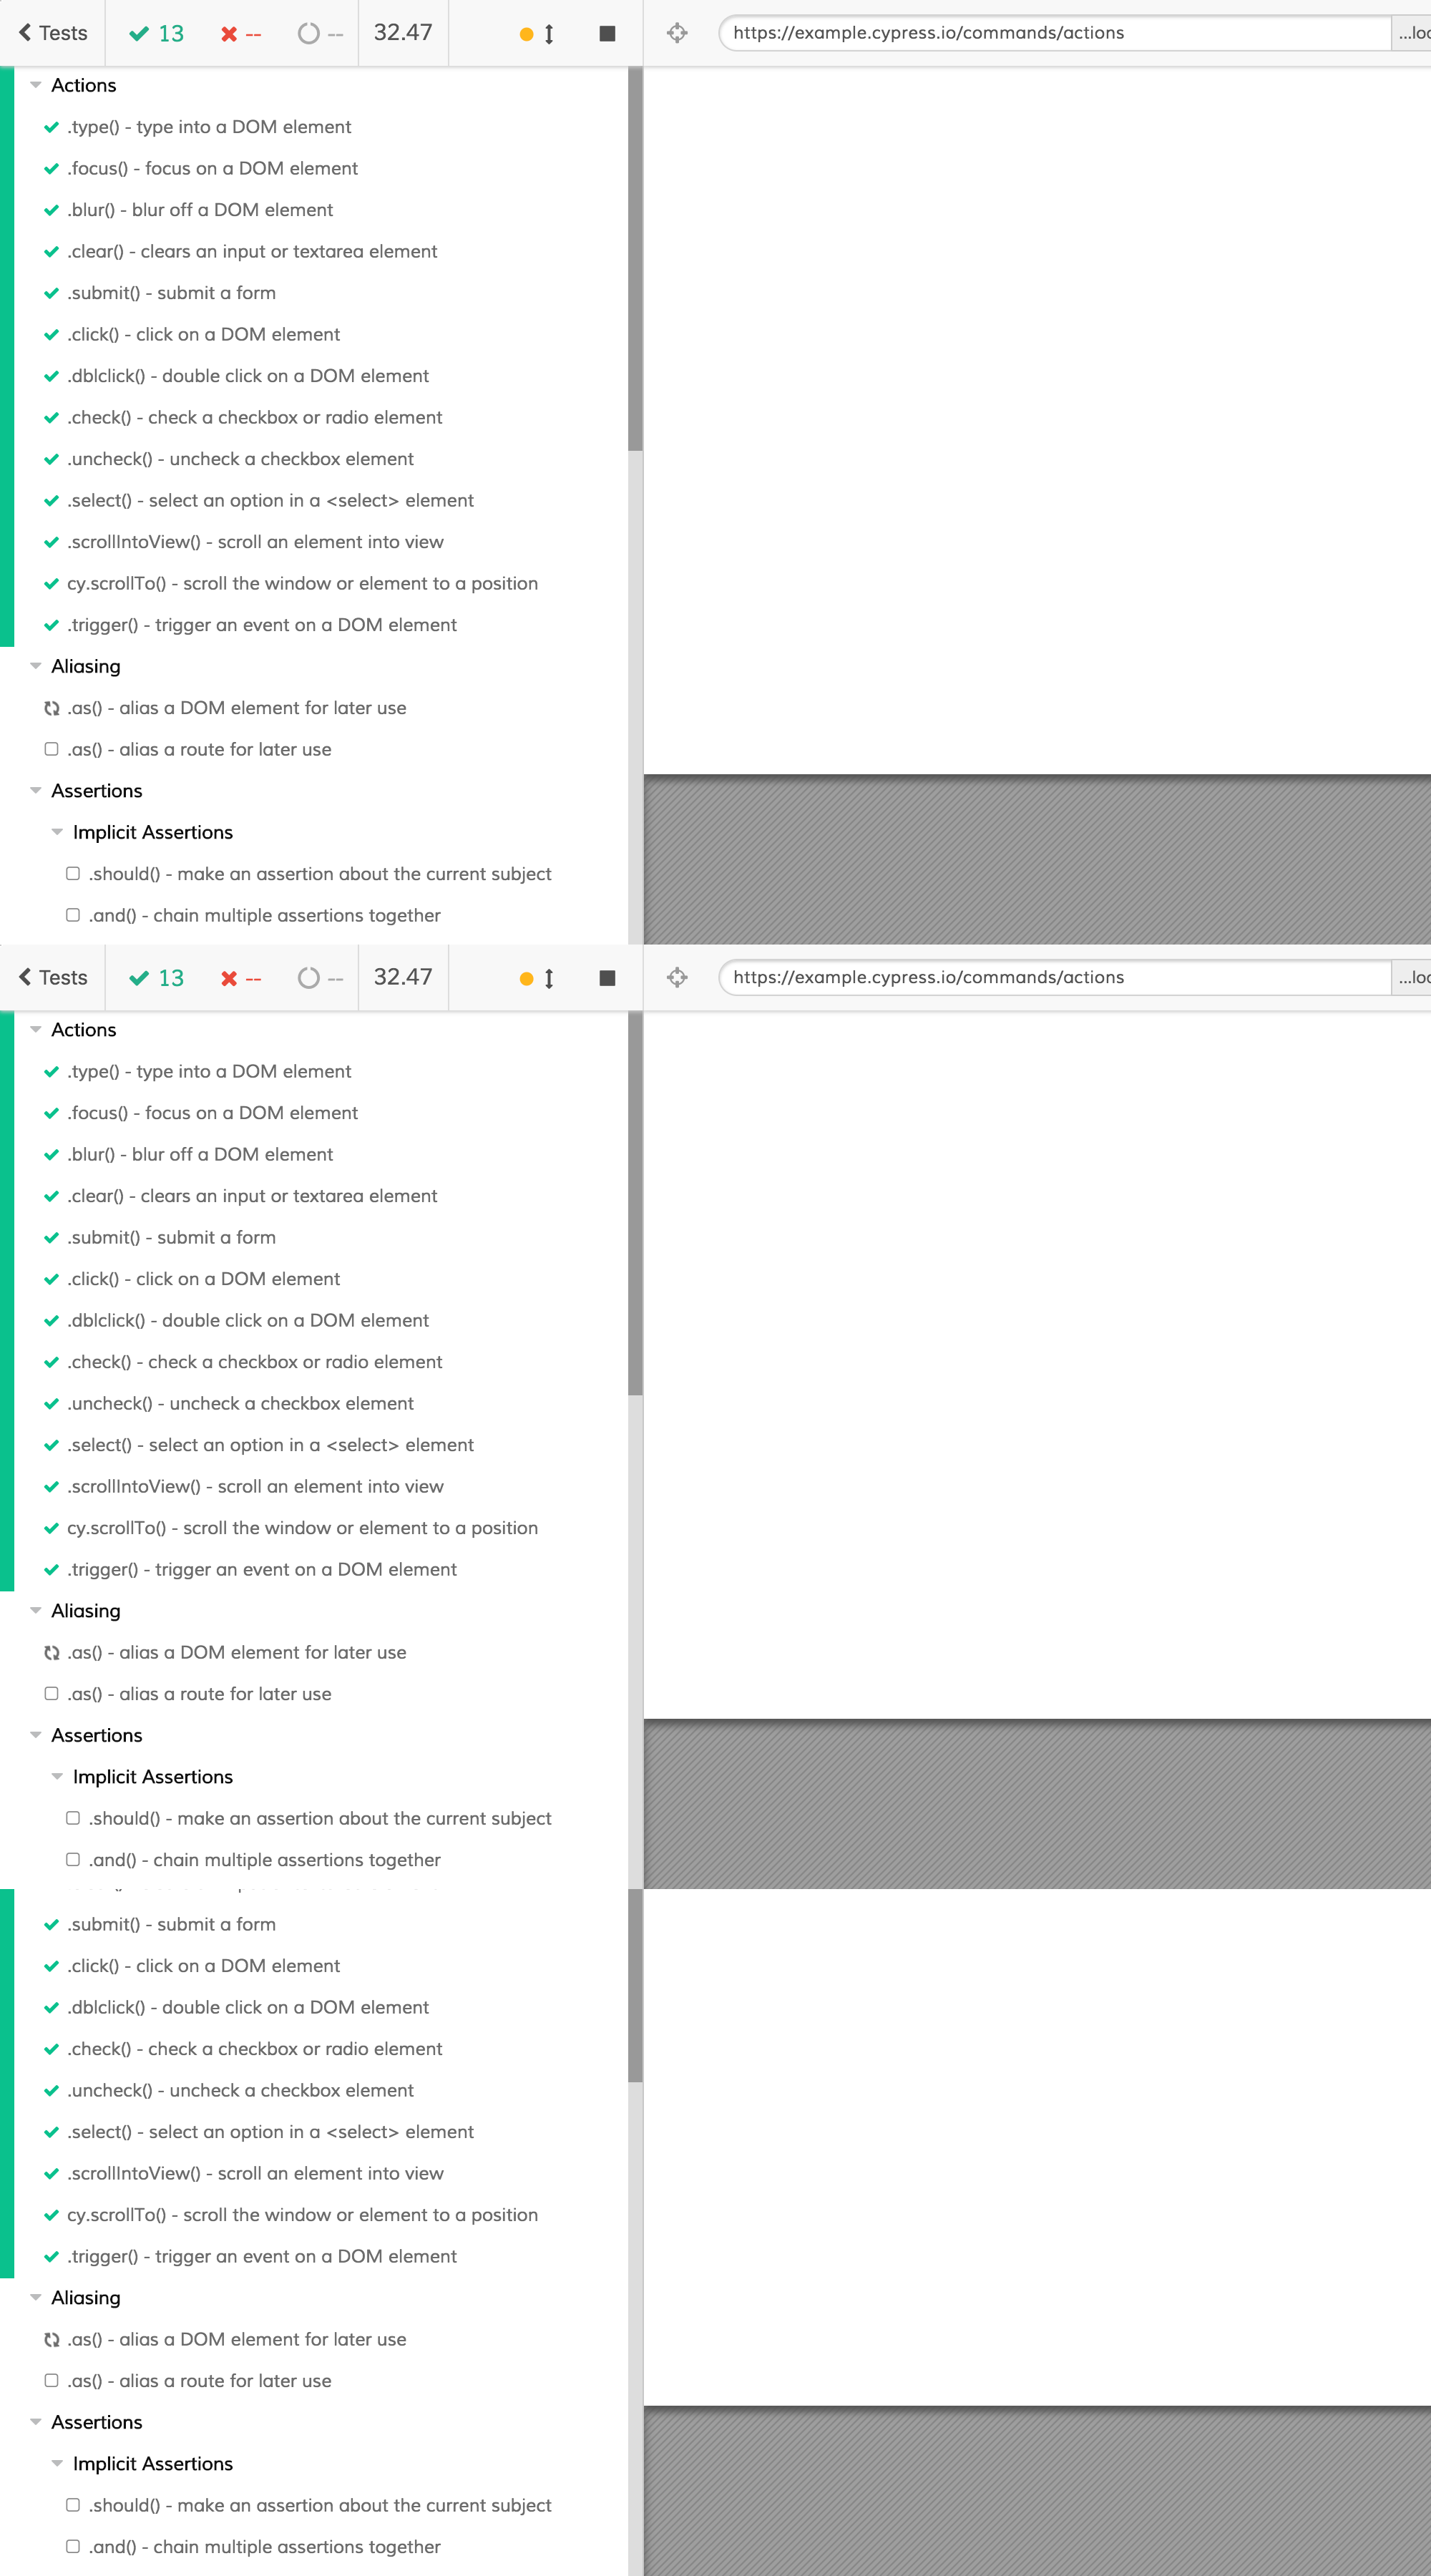 Tests 13 -- -- 32.47 https://example.cypress.io/commands/actions ...loc
Actions
.type() - type into a DOM element
.focus() - focus on a DOM element
.blur() - blur off a DOM element
.clear() - clears an input or textarea element
.submit() - submit a form
.click() - click on a DOM element
.dblclick() - double click on a DOM element
.check() - check a checkbox or radio element
.uncheck() - uncheck a checkbox element
.select() - select an option in a <select> element
.scrollIntoView() - scroll an element into view
cy.scrollTo() - scroll the window or element to a position
.trigger() - trigger an event on a DOM element
Aliasing
.as() - alias a DOM element for later use
.as() - alias a route for later use
Assertions
Implicit Assertions
.should() - make an assertion about the current subject
.and() - chain multiple assertions together
Tests 13 -- -- 32.47 https://example.cypress.io/commands/actions ...loc
Actions
.type() - type into a DOM element
.focus() - focus on a DOM element
.blur() - blur off a DOM element
.clear() - clears an input or textarea element
.submit() - submit a form
.click() - click on a DOM element
.dblclick() - double click on a DOM element
.check() - check a checkbox or radio element
.uncheck() - uncheck a checkbox element
.select() - select an option in a <select> element
.scrollIntoView() - scroll an element into view
cy.scrollTo() - scroll the window or element to a position
.trigger() - trigger an event on a DOM element
Aliasing
.as() - alias a DOM element for later use
.as() - alias a route for later use
Assertions
Implicit Assertions
.should() - make an assertion about the current subject
.and() - chain multiple assertions together
.submit() - submit a form
.click() - click on a DOM element
.dblclick() - double click on a DOM element
.check() - check a checkbox or radio element
.uncheck() - uncheck a checkbox element
.select() - select an option in a <select> element
.scrollIntoView() - scroll an element into view
cy.scrollTo() - scroll the window or element to a position
.trigger() - trigger an event on a DOM element
Aliasing
.as() - alias a DOM element for later use
.as() - alias a route for later use
Assertions
Implicit Assertions
.should() - make an assertion about the current subject
.and() - chain multiple assertions together